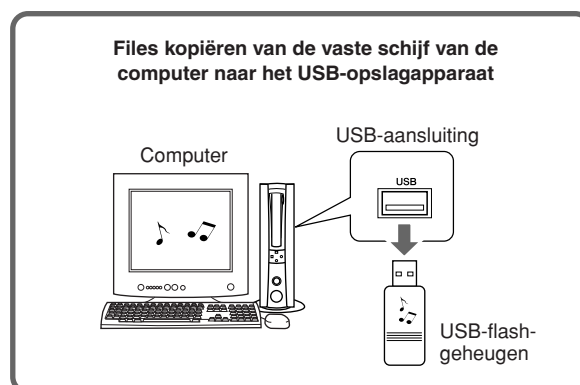 Files kopiëren van de vaste schijf van de
computer naar het USB-opslagapparaat
USB-aansluiting
Computer
USB
USB-flash-
geheugen